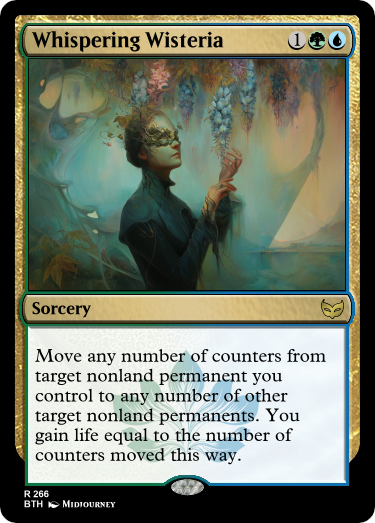 Whispering Wisteria 1
Sorcery
Move any number of counters from
target nonland permanent you
control to any number of other
target nonland permanents. You
gain life equal to the number of
counters moved this way.
R 266
BTH Midjourney